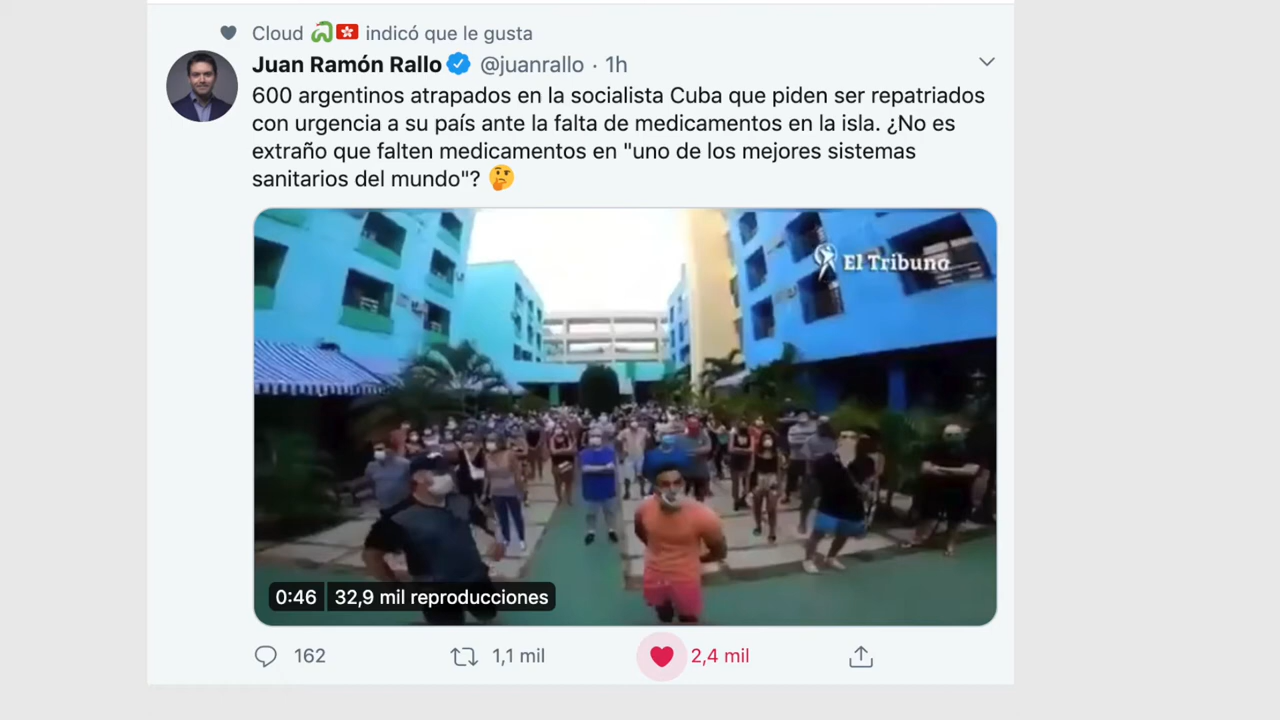 Cloud indicó que le gusta
Juan Ramón Rallo @juanrallo · 1h
600 argentinos atrapados en la socialista Cuba que piden ser repatriados
con urgencia a su país ante la falta de medicamentos en la isla. ¿No es
extraño que falten medicamentos en "uno de los mejores sistemas
sanitarios del mundo"? 🤔
El Tribuno
0:46 32,9 mil reproducciones
162 1,1 mil 2,4 mil